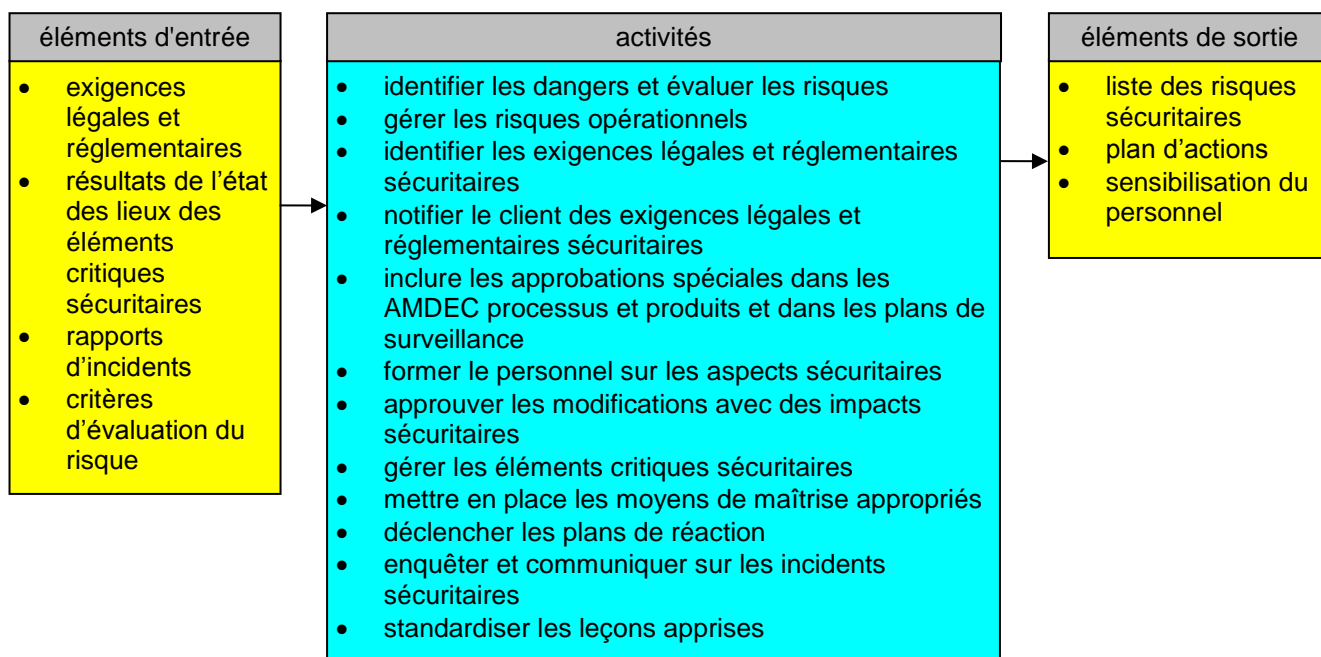 éléments d'entrée
• exigences
légales et
réglementaires
• résultats de l’état
des lieux des
éléments
critiques
sécuritaires
• rapports
d’incidents
• critères
d’évaluation du
risque
activités
• identifier les dangers et évaluer les risques
• gérer les risques opérationnels
• identifier les exigences légales et réglementaires
sécuritaires
• notifier le client des exigences légales et
réglementaires sécuritaires
• inclure les approbations spéciales dans les
AMDEC processus et produits et dans les plans de
surveillance
• former le personnel sur les aspects sécuritaires
• approuver les modifications avec des impacts
sécuritaires
• gérer les éléments critiques sécuritaires
• mettre en place les moyens de maîtrise appropriés
• déclencher les plans de réaction
• enquêter et communiquer sur les incidents
sécuritaires
• standardiser les leçons apprises
éléments de sortie
• liste des risques
sécuritaires
• plan d’actions
• sensibilisation du
personnel